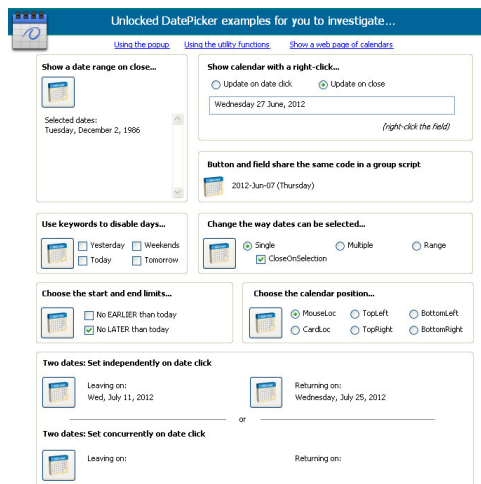 Unlocked DatePicker examples for you to investigate...
Using the popup Using the utility functions Show a web page of calendars
Show a date range on close...
Selected dates:
Tuesday, December 2, 1986
Show calendar with a right-click...
Update on date click Update on close
Wednesday 27 June, 2012
(right-click the field)
Button and field share the same code in a group script
2012-Jun-07 (Thursday)
Use keywords to disable days...
Yesterday Weekends
Today Tomorrow
Change the way dates can be selected...
Single Multiple Range
CloseOnSelection
Choose the start and end limits...
No EARLIER than today
No LATER than today
Choose the calendar position...
MouseLoc TopLeft BottomLeft
CardLoc TopRight BottomRight
Two dates: Set independently on date click
Leaving on: Returning on:
Wed, July 11, 2012 Wednesday, July 25, 2012
or
Two dates: Set concurrently on date click
Leaving on: Returning on: